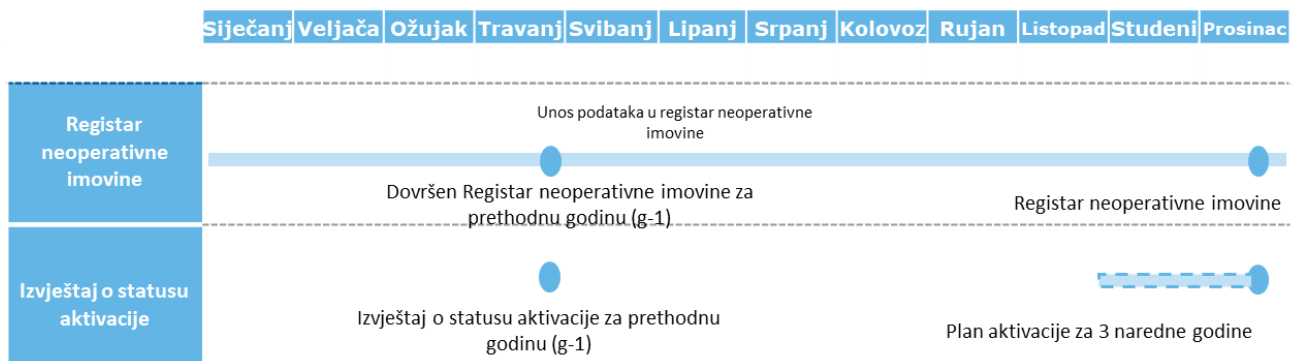 Siječanj Veljača Ožujak Travanj Svibanj Lipanj Srpanj Kolovoz Rujan Listopad Studeni Prosinac
Registar
neoperativne
imovine
Unos podataka u registar neoperativne
imovine
Dovršen Registar neoperativne imovine za
prethodnu godinu (g-1)
Registar neoperativne imovine
Izvještaj o statusu
aktivacije
Izvještaj o statusu aktivacije za prethodnu
godinu (g-1)
Plan aktivacije za 3 naredne godine